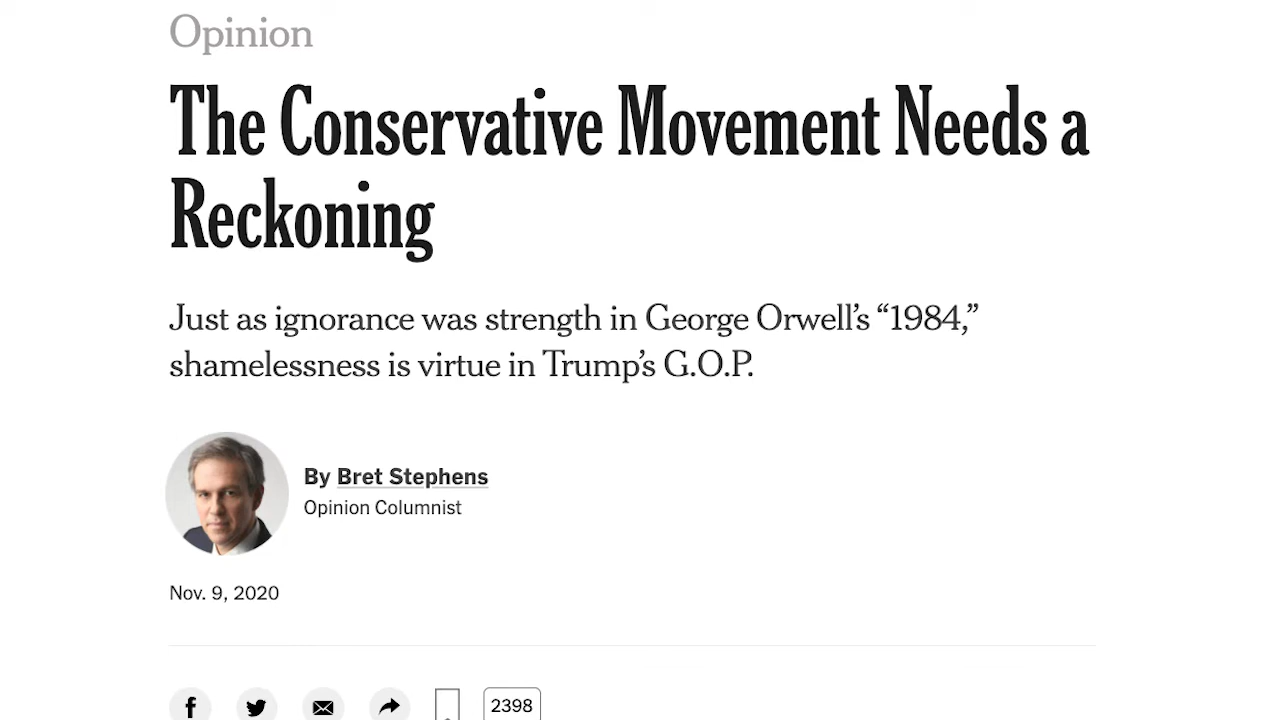 Opinion
The Conservative Movement Needs a
Reckoning
Just as ignorance was strength in George Orwell’s “1984,”
shamelessness is virtue in Trump’s G.O.P.
By Bret Stephens
Opinion Columnist
Nov. 9, 2020
2398